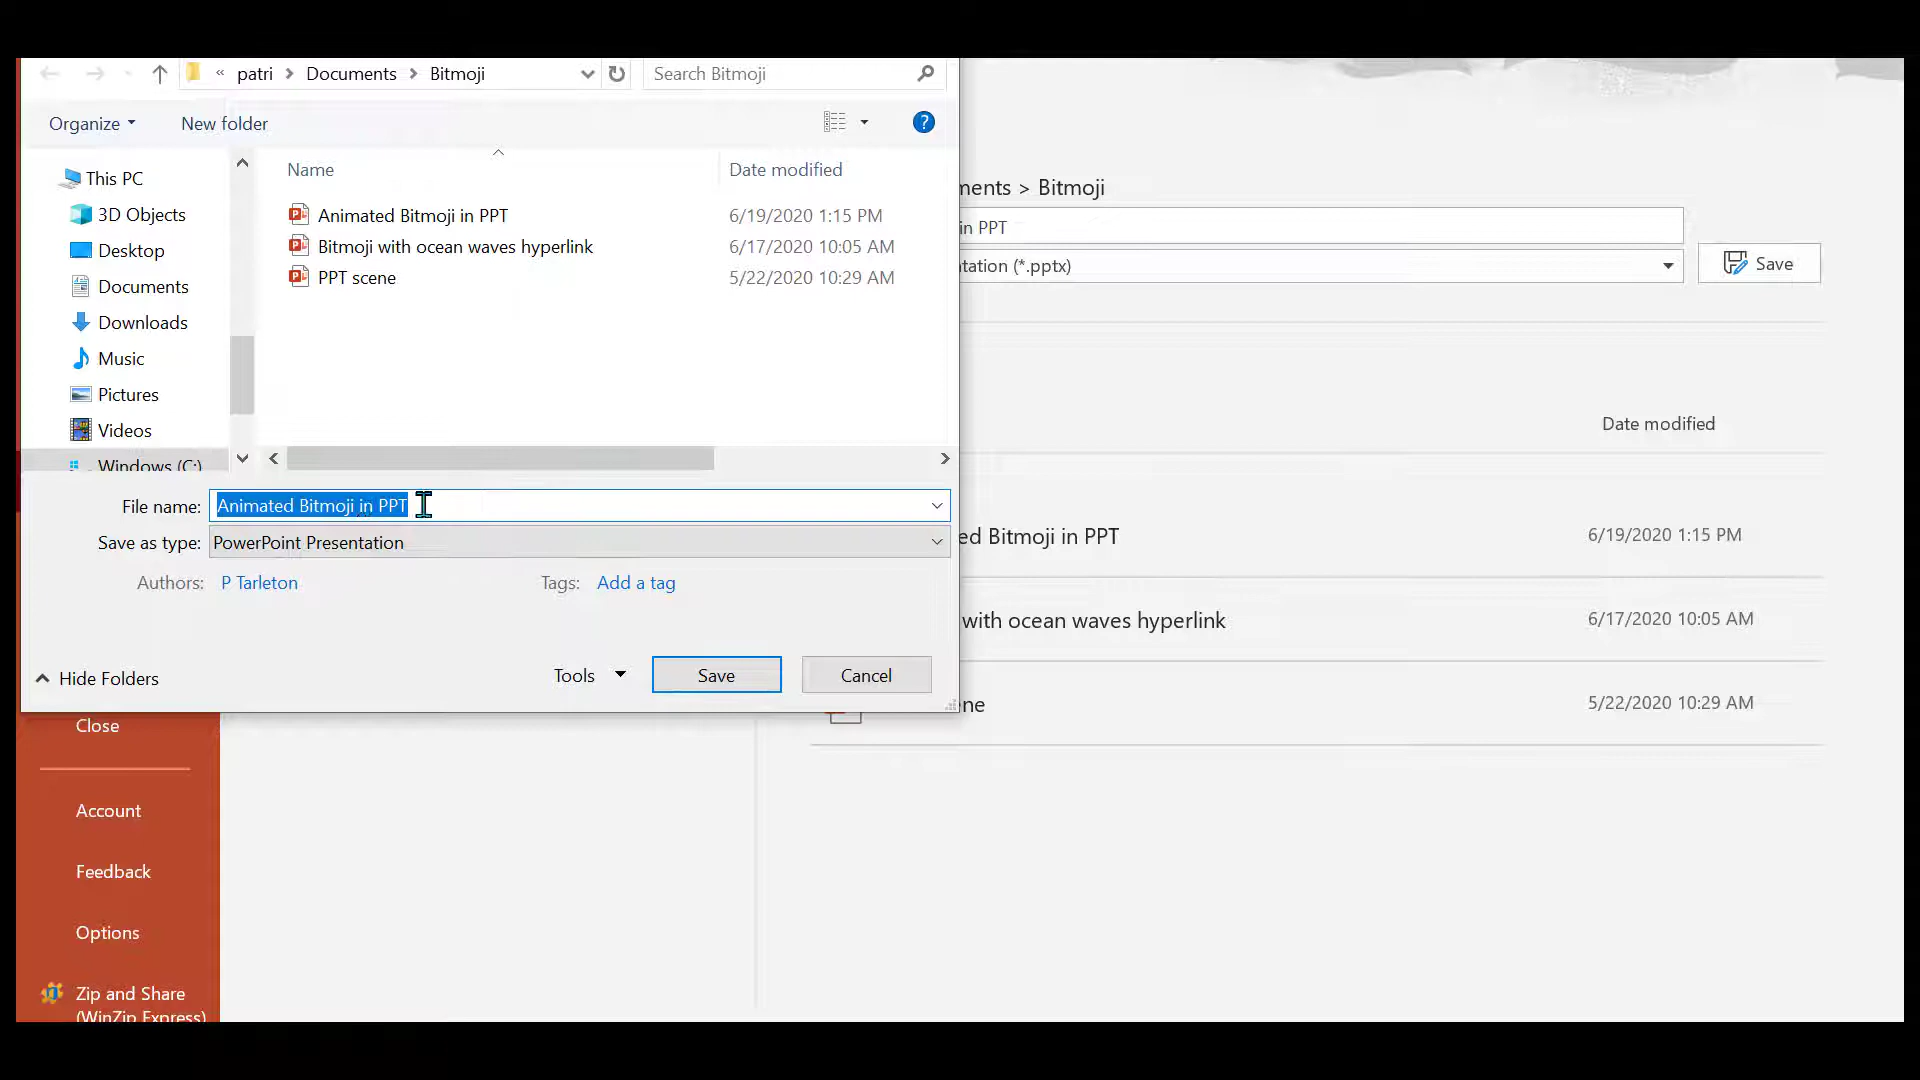 « patri > Documents > Bitmoji
Search Bitmoji
Organize
New folder
?
Name
Date modified
This PC
3D Objects
Desktop
Documents
Downloads
Music
Pictures
Videos
Windows (C:)
Animated Bitmoji in PPT 6/19/2020 1:15 PM
Bitmoji with ocean waves hyperlink 6/17/2020 10:05 AM
PPT scene 5/22/2020 10:29 AM
File name: Animated Bitmoji in PPT
Save as type: PowerPoint Presentation
Authors: P Tarleton Tags: Add a tag
Hide Folders
Tools
Save
Cancel
ments > Bitmoji
in PPT
ntation (*.pptx)
Save
Date modified
ed Bitmoji in PPT 6/19/2020 1:15 PM
with ocean waves hyperlink 6/17/2020 10:05 AM
ne 5/22/2020 10:29 AM
Close
Account
Feedback
Options
Zip and Share
(WinZip Express)